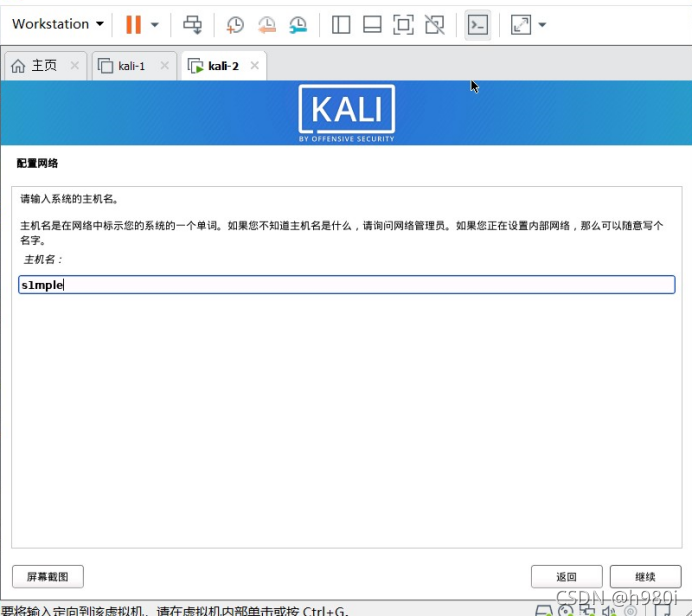 Workstation
主页 kali-1 kali-2
KALI
BY OFFENSIVE SECURITY
配置网络
请输入系统的主机名。
主机名是在网络中标示您的系统的一个单词。如果您不知道主机名是什么，请询问网络管理员。如果您正在设置内部网络，那么可以随意写个
名字。
主机名：
s1mple
屏幕截图 返回 继续
CSDN @h980i
要将输入定向到该虚拟机，请在虚拟机内部单击或按 Ctrl+G。